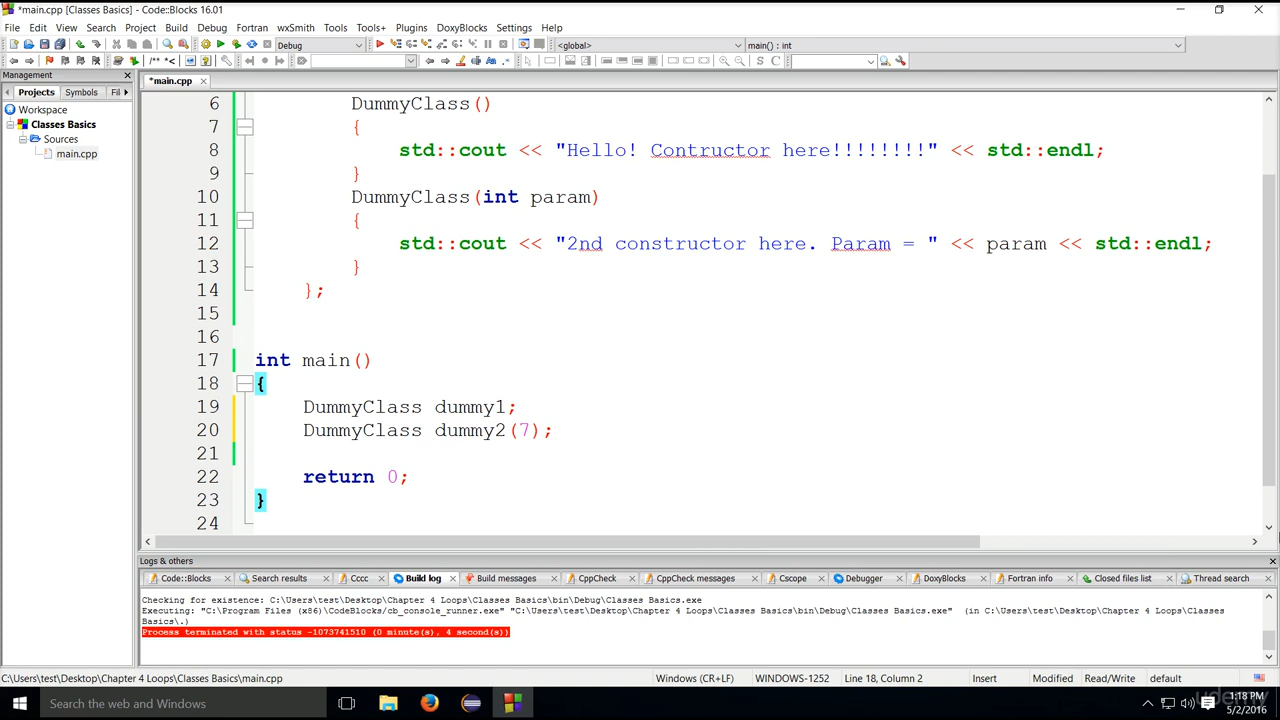 *main.cpp [Classes Basics] - Code::Blocks 16.01
File Edit View Search Project Build Debug Fortran wxSmith Tools Tools+ Plugins DoxyBlocks Settings Help
Debug <global> main() : int
/** *<
Management *main.cpp
Projects Symbols Fil
Workspace
Classes Basics
Sources
main.cpp
6 DummyClass()
7 {
8 std::cout << "Hello! Contructor here!!!!!!!!" << std::endl;
9 }
10 DummyClass(int param)
11 {
12 std::cout << "2nd constructor here. Param = " << param << std::endl;
13 }
14 };
15
16
17 int main()
18 {
19 DummyClass dummy1;
20 DummyClass dummy2(7);
21
22 return 0;
23 }
24
Logs & others
Code::Blocks Search results Cccc Build log Build messages CppCheck CppCheck messages Cscope Debugger DoxyBlocks Fortran info Closed files list Thread search
Checking for existence: C:\Users\test\Desktop\Chapter 4 Loops\Classes Basics\bin\Debug\Classes Basics.exe
Executing: "C:\Program Files (x86)\CodeBlocks/cb_console_runner.exe" "C:\Users\test\Desktop\Chapter 4 Loops\Classes Basics\bin\Debug\Classes Basics.exe" (in C:\Users\test\Desktop\Chapter 4 Loops\Classes
Basics\.)
Process terminated with status -1073741510 (0 minute(s), 4 second(s))
C:\Users\test\Desktop\Chapter 4 Loops\Classes Basics\main.cpp Windows (CR+LF) WINDOWS-1252 Line 18, Column 2 Insert Modified Read/Write default
Search the web and Windows
1:18 PM
5/2/2016
udemy